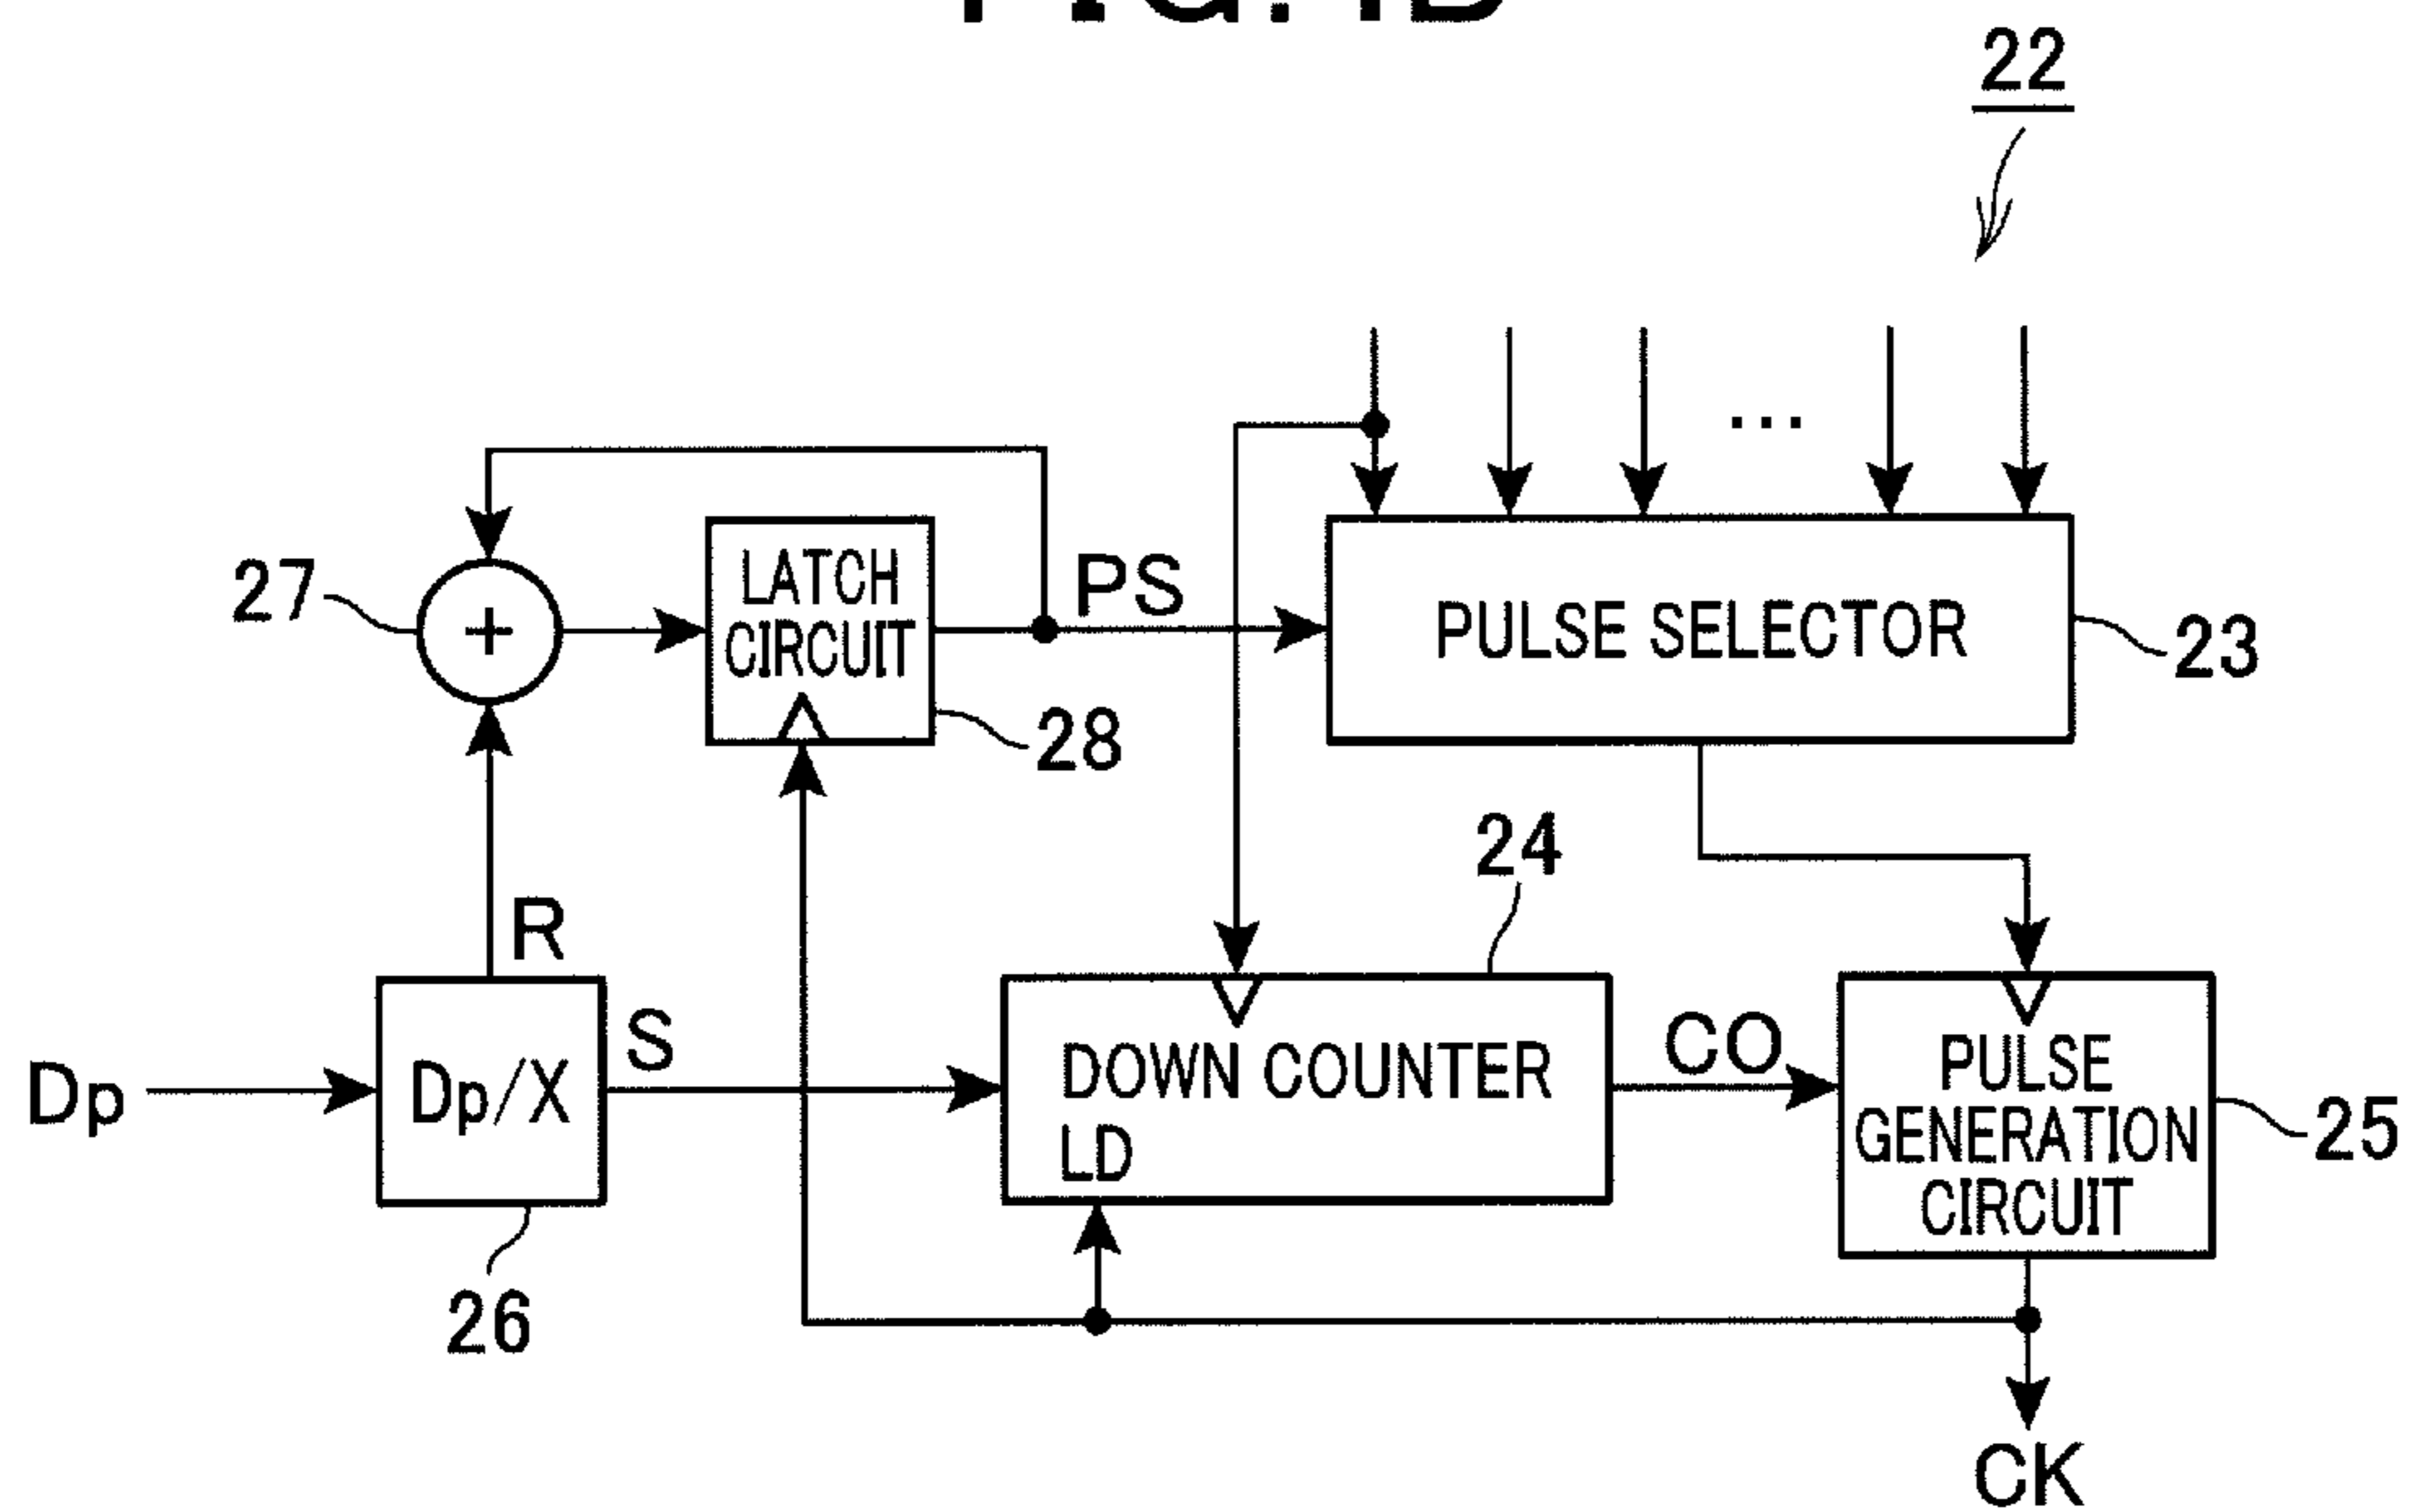 22
...
27
+
LATCH
CIRCUIT
28
PS
PULSE SELECTOR
23
R
S
Dp
Dp/X
26
24
DOWN COUNTER
LD
CO
PULSE
GENERATION
CIRCUIT
25
CK